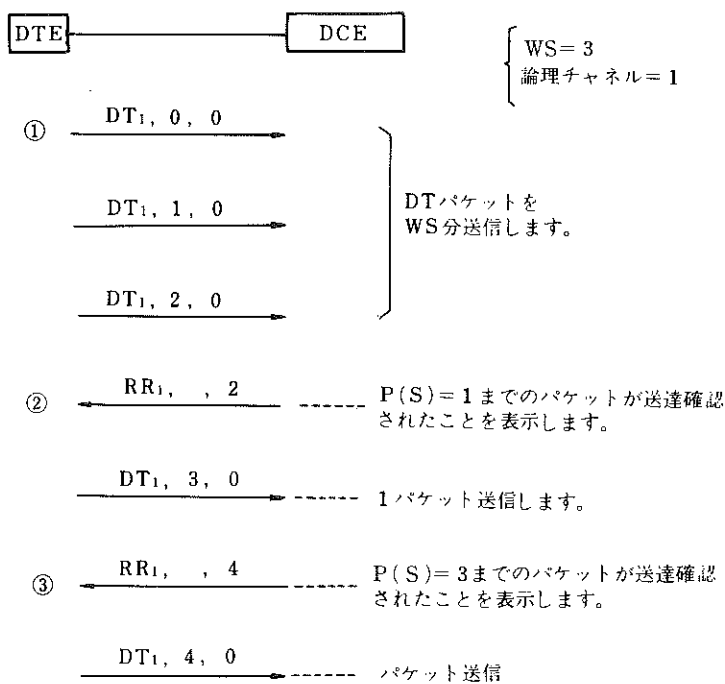 DTE DCE
WS=3
論理チャネル=1
① DT1, 0, 0
DT1, 1, 0
DTパケットを
WS分送信します。
DT1, 2, 0
② RR1, , 2
P(S)=1までのパケットが送達確認
されたことを表示します。
DT1, 3, 0
1パケット送信します。
③ RR1, , 4
P(S)=3までのパケットが送達確認
されたことを表示します。
DT1, 4, 0
パケット送信